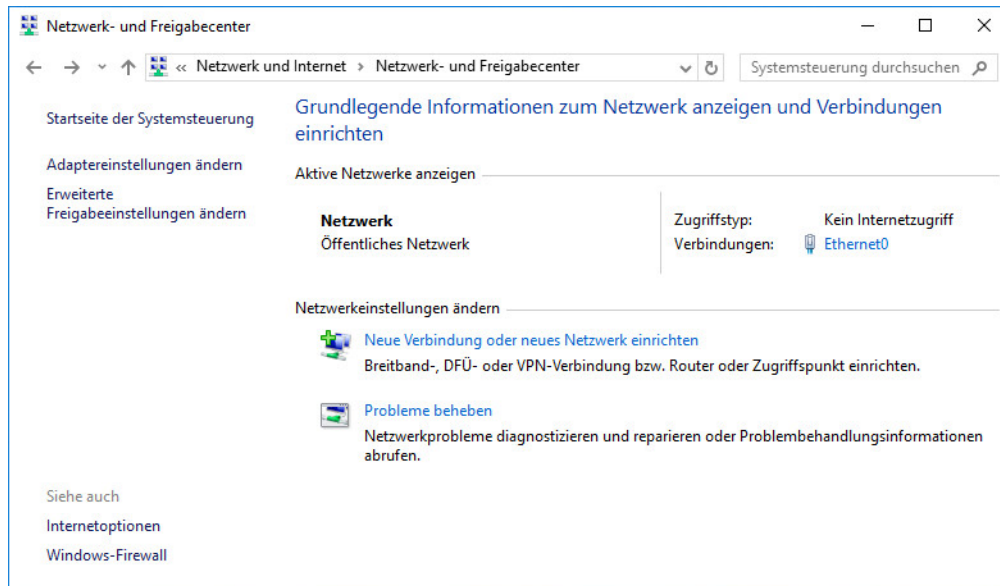 Netzwerk- und Freigabecenter
« Netzwerk und Internet > Netzwerk- und Freigabecenter
Systemsteuerung durchsuchen
Startseite der Systemsteuerung
Adaptereinstellungen ändern
Erweiterte
Freigabeeinstellungen ändern
Grundlegende Informationen zum Netzwerk anzeigen und Verbindungen
einrichten
Aktive Netzwerke anzeigen
Netzwerk
Öffentliches Netzwerk
Zugriffstyp: Kein Internetzugriff
Verbindungen: Ethernet0
Netzwerkeinstellungen ändern
Neue Verbindung oder neues Netzwerk einrichten
Breitband-, DFÜ- oder VPN-Verbindung bzw. Router oder Zugriffspunkt einrichten.
Probleme beheben
Netzwerkprobleme diagnostizieren und reparieren oder Problembehandlungsinformationen
abrufen.
Siehe auch
Internetoptionen
Windows-Firewall